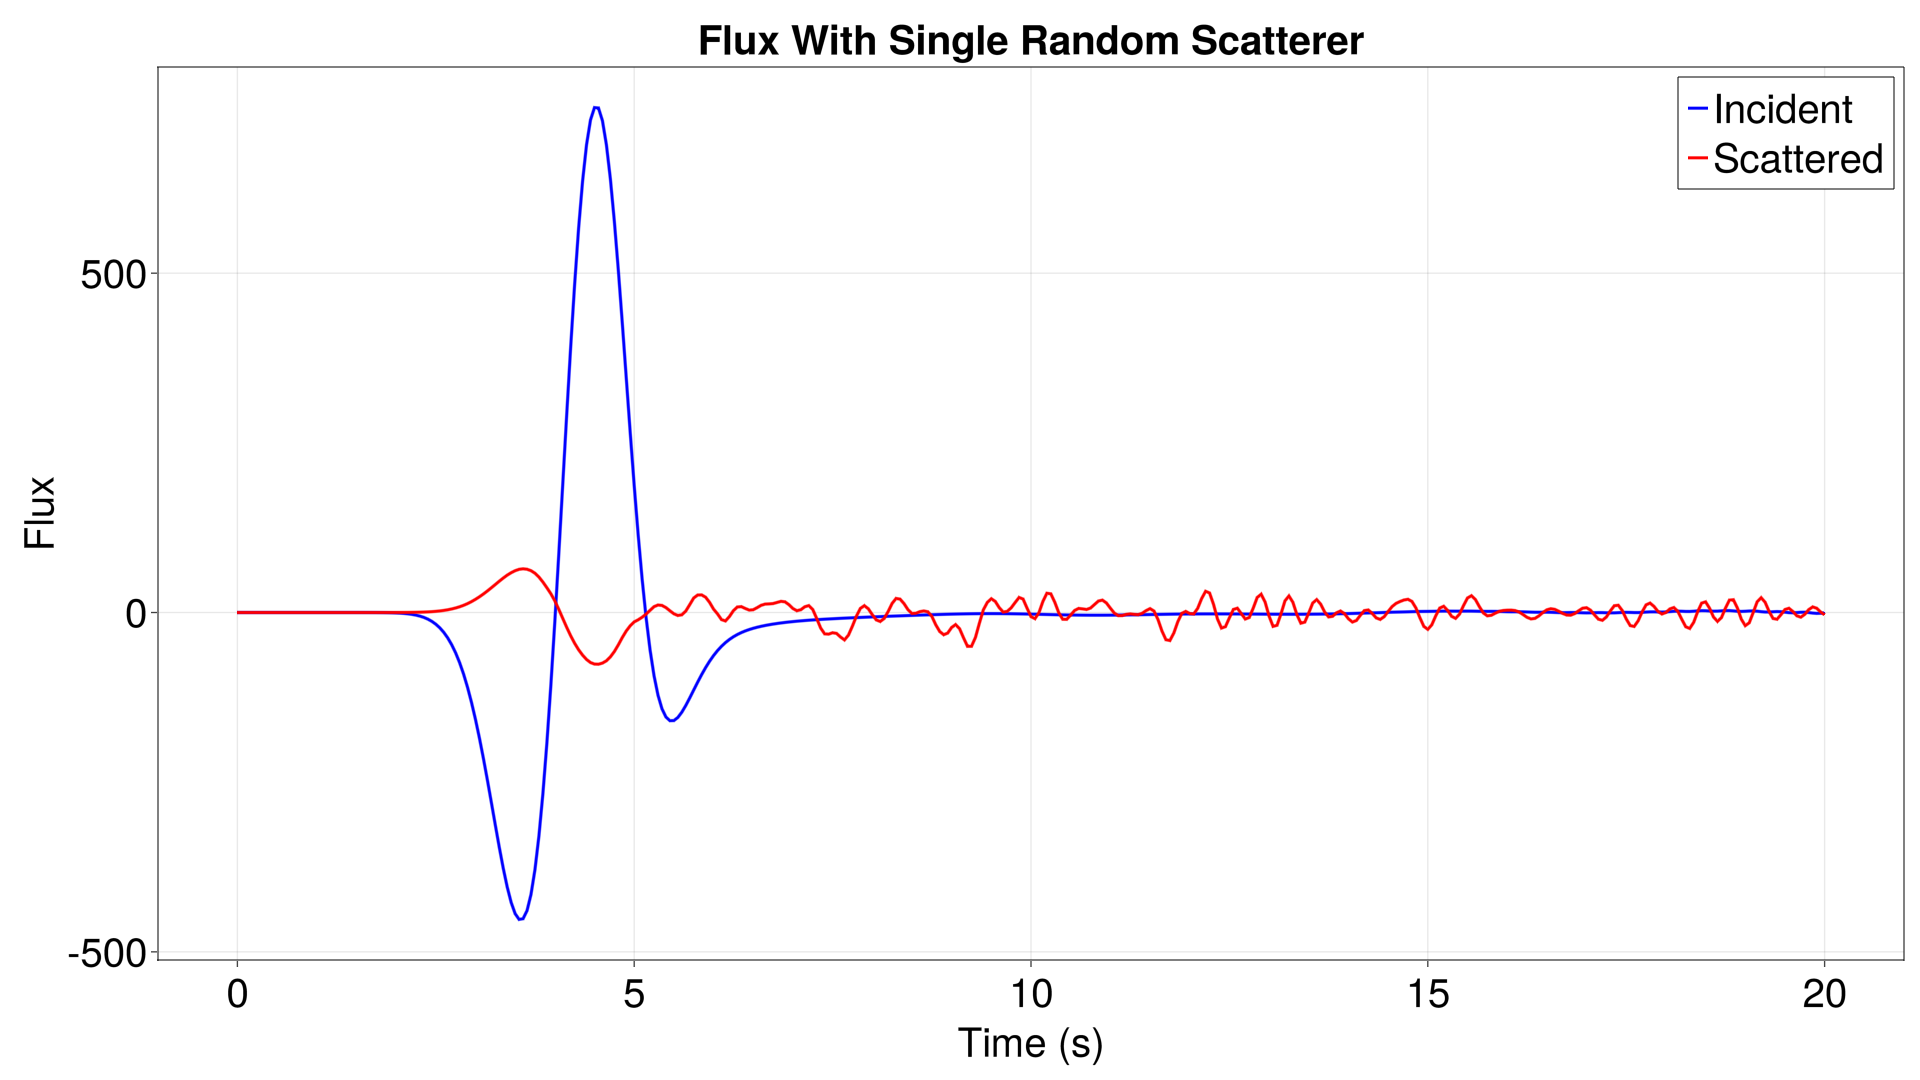 Flux With Single Random Scatterer
Incident
Scattered
Flux
500
0
-500
0 5 10 15 20
Time (s)